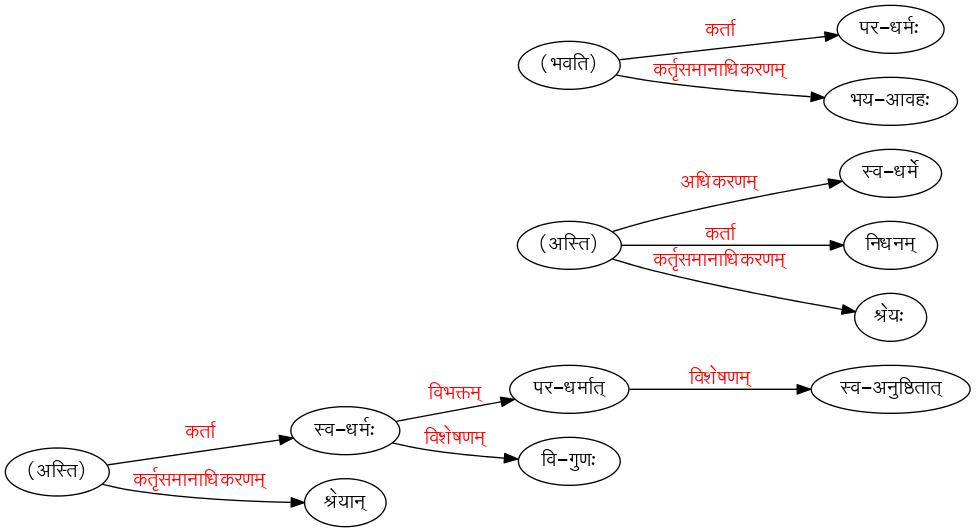 कर्ता
पर–धर्मः
(भवति)
कर्तृसमानाधिकरणम्
भय–आवहः
अधिकरणम्
स्व–धर्मे
(अस्ति)
कर्ता
निधनम्
कर्तृसमानाधिकरणम्
श्रेयः
विभक्तम्
पर–धर्मात्
विशेषणम्
स्व–अनुष्ठितात्
कर्ता
स्व–धर्मः
विशेषणम्
वि–गुणः
(अस्ति)
कर्तृसमानाधिकरणम्
श्रेयान्